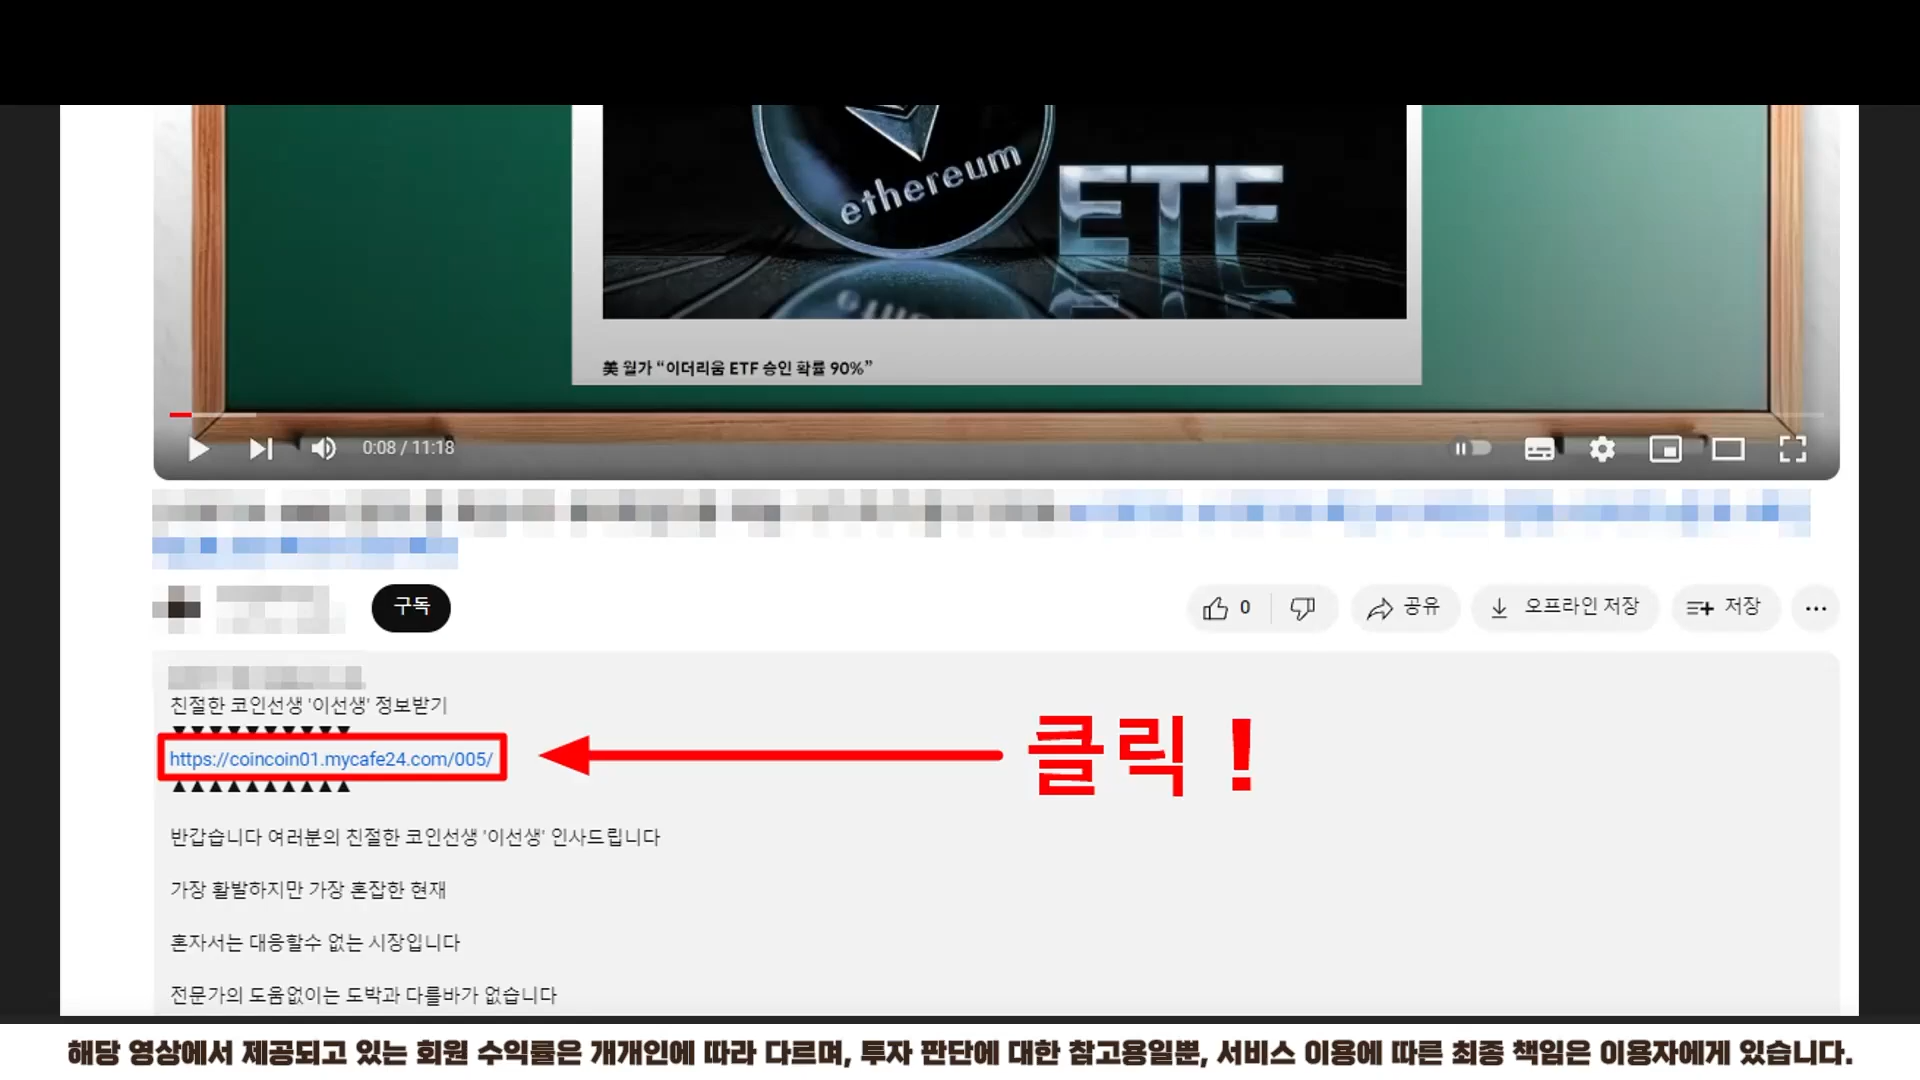 ethereum
ETF
美 월가 “이더리움 ETF 승인 확률 90%”
0:08 / 11:18
구독
0
공유
오프라인 저장
저장
친절한 코인선생 '이선생' 정보받기
▼▼▼▼▼▼▼▼▼▼
https://coincoin01.mycafe24.com/005/
클릭 !
▲▲▲▲▲▲▲▲▲▲
반갑습니다 여러분의 친절한 코인선생 '이선생' 인사드립니다
가장 활발하지만 가장 혼잡한 현재
혼자서는 대응할수 없는 시장입니다
전문가의 도움없이는 도박과 다를바가 없습니다
해당 영상에서 제공되고 있는 회원 수익률은 개개인에 따라 다르며, 투자 판단에 대한 참고용일뿐, 서비스 이용에 따른 최종 책임은 이용자에게 있습니다.